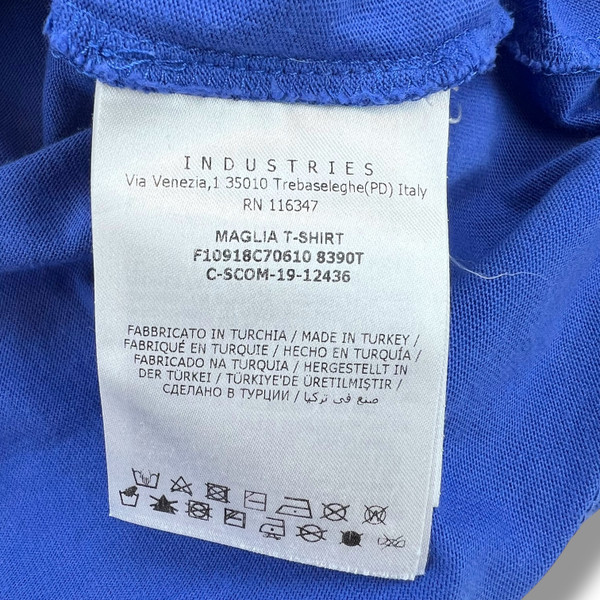 INDUSTRIES
Via Venezia,1 35010 Trebaseleghe(PD) Italy
RN 116347
MAGLIA T-SHIRT
F10918C70610 8390T
C-SCOM-19-12436
FABBRICATO IN TURCHIA / MADE IN TURKEY /
FABRIQUÉ EN TURQUTE / HECHO EN TURQUÍA /
FABRICADO NA TURQUIA / HERGESTELLT IN
DER TÜRKEI / TÜRKIYE'DE ÜRETILMIŞTIR /
СДЕЛАНО В ТУРЦИИ / صنع في تركيا